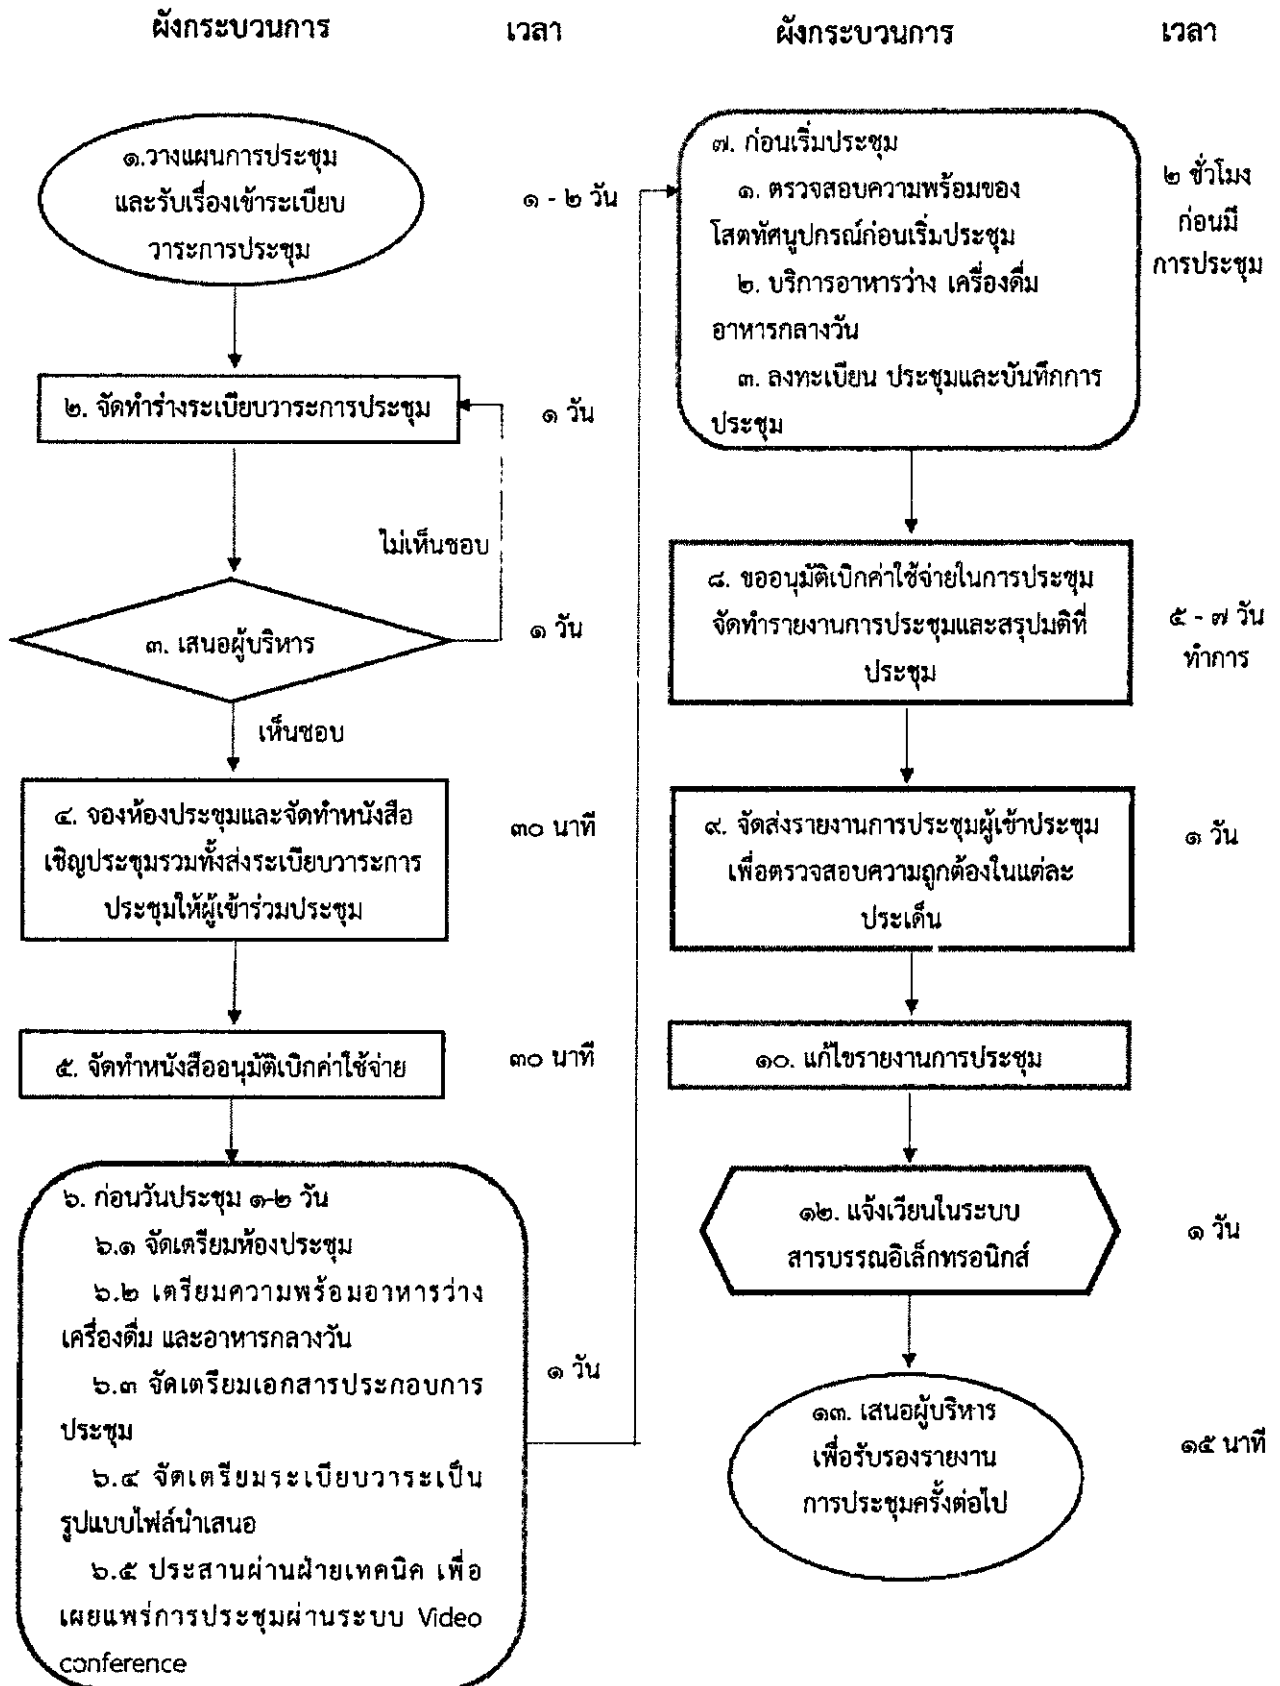 ผังกระบวนการ
เวลา
๑.วางแผนการประชุม
และรับเรื่องเข้าระเบียบ
วาระการประชุม
๑ - ๒ วัน
๒. จัดทำร่างระเบียบวาระการประชุม
๑ วัน
ไม่เห็นชอบ
๓. เสนอผู้บริหาร
๑ วัน
เห็นชอบ
๔. จองห้องประชุมและจัดทำหนังสือ
เชิญประชุมรวมทั้งส่งระเบียบวาระการ
ประชุมให้ผู้เข้าร่วมประชุม
๓๐ นาที
๕. จัดทำหนังสืออนุมัติเบิกค่าใช้จ่าย
๓๐ นาที
๖. ก่อนวันประชุม ๑-๒ วัน
๖.๑ จัดเตรียมห้องประชุม
๖.๒ เตรียมความพร้อมอาหารว่าง
เครื่องดื่ม และอาหารกลางวัน
๖.๓ จัดเตรียมเอกสารประกอบการ
ประชุม
๖.๔ จัดเตรียมระเบียบวาระเป็น
รูปแบบไฟล์นำเสนอ
๖.๕ ประสานผ่านฝ่ายเทคนิค เพื่อ
เผยแพร่การประชุมผ่านระบบ Video
conference
๑ วัน
ผังกระบวนการ
เวลา
๗. ก่อนเริ่มประชุม
๑. ตรวจสอบความพร้อมของ
โสตทัศนูปกรณ์ก่อนเริ่มประชุม
๒. บริการอาหารว่าง เครื่องดื่ม
อาหารกลางวัน
๓. ลงทะเบียน ประชุมและบันทึกการ
ประชุม
๒ ชั่วโมง
ก่อนมี
การประชุม
๘. ขออนุมัติเบิกค่าใช้จ่ายในการประชุม
จัดทำรายงานการประชุมและสรุปมติที่
ประชุม
๕ - ๗ วัน
ทำการ
๙. จัดส่งรายงานการประชุมผู้เข้าประชุม
เพื่อตรวจสอบความถูกต้องในแต่ละ
ประเด็น
๑ วัน
๑๐. แก้ไขรายงานการประชุม
๑๒. แจ้งเวียนในระบบ
สารบรรณอิเล็กทรอนิกส์
๑ วัน
๑๓. เสนอผู้บริหาร
เพื่อรับรองรายงาน
การประชุมครั้งต่อไป
๑๕ นาที